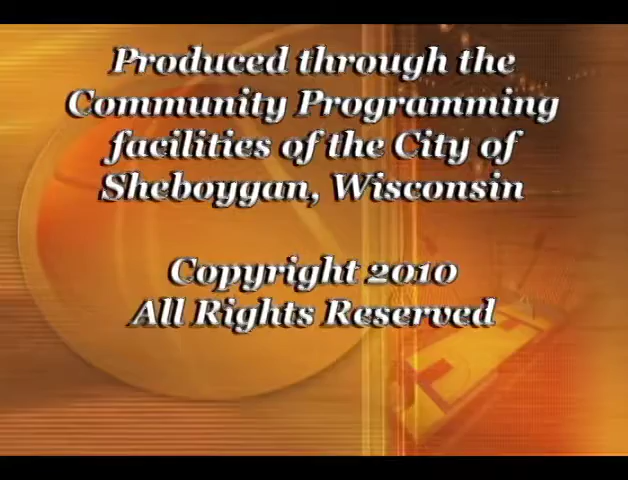 Produced through the
Community Programming
facilities of the City of
Sheboygan, Wisconsin
Copyright 2010
All Rights Reserved